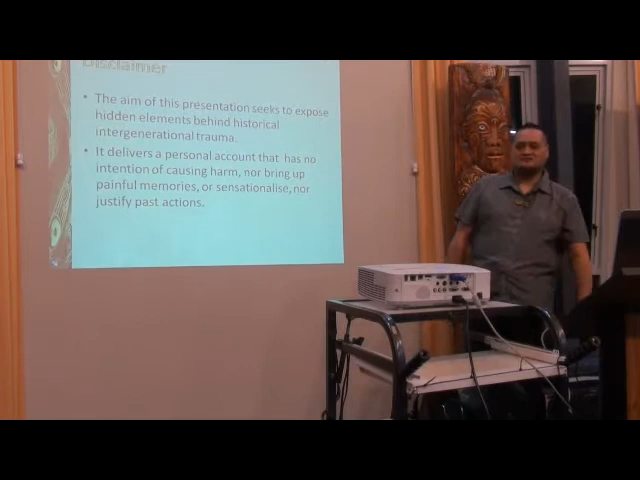 Disclaimer
• The aim of this presentation seeks to expose
hidden elements behind historical
intergenerational trauma.
• It delivers a personal account that has no
intention of causing harm, nor bring up
painful memories, or sensationalise, nor
justify past actions.